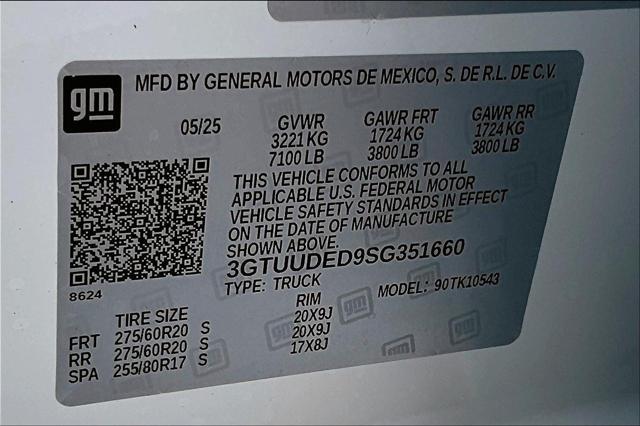 gm
MFD BY GENERAL MOTORS DE MEXICO, S. DE R.L. DE C.V.
05/25 GVWR GAWR FRT GAWR RR
3221 KG 1724 KG 1724 KG
7100 LB 3800 LB 3800 LB
THIS VEHICLE CONFORMS TO ALL
APPLICABLE U.S. FEDERAL MOTOR
VEHICLE SAFETY STANDARDS IN EFFECT
ON THE DATE OF MANUFACTURE
SHOWN ABOVE.
3GTUUDED9SG351660
8624 TYPE: TRUCK MODEL: 90TK10543
TIRE SIZE RIM
FRT 275/60R20 S 20X9J
RR 275/60R20 S 20X9J
SPA 255/80R17 S 17X8J